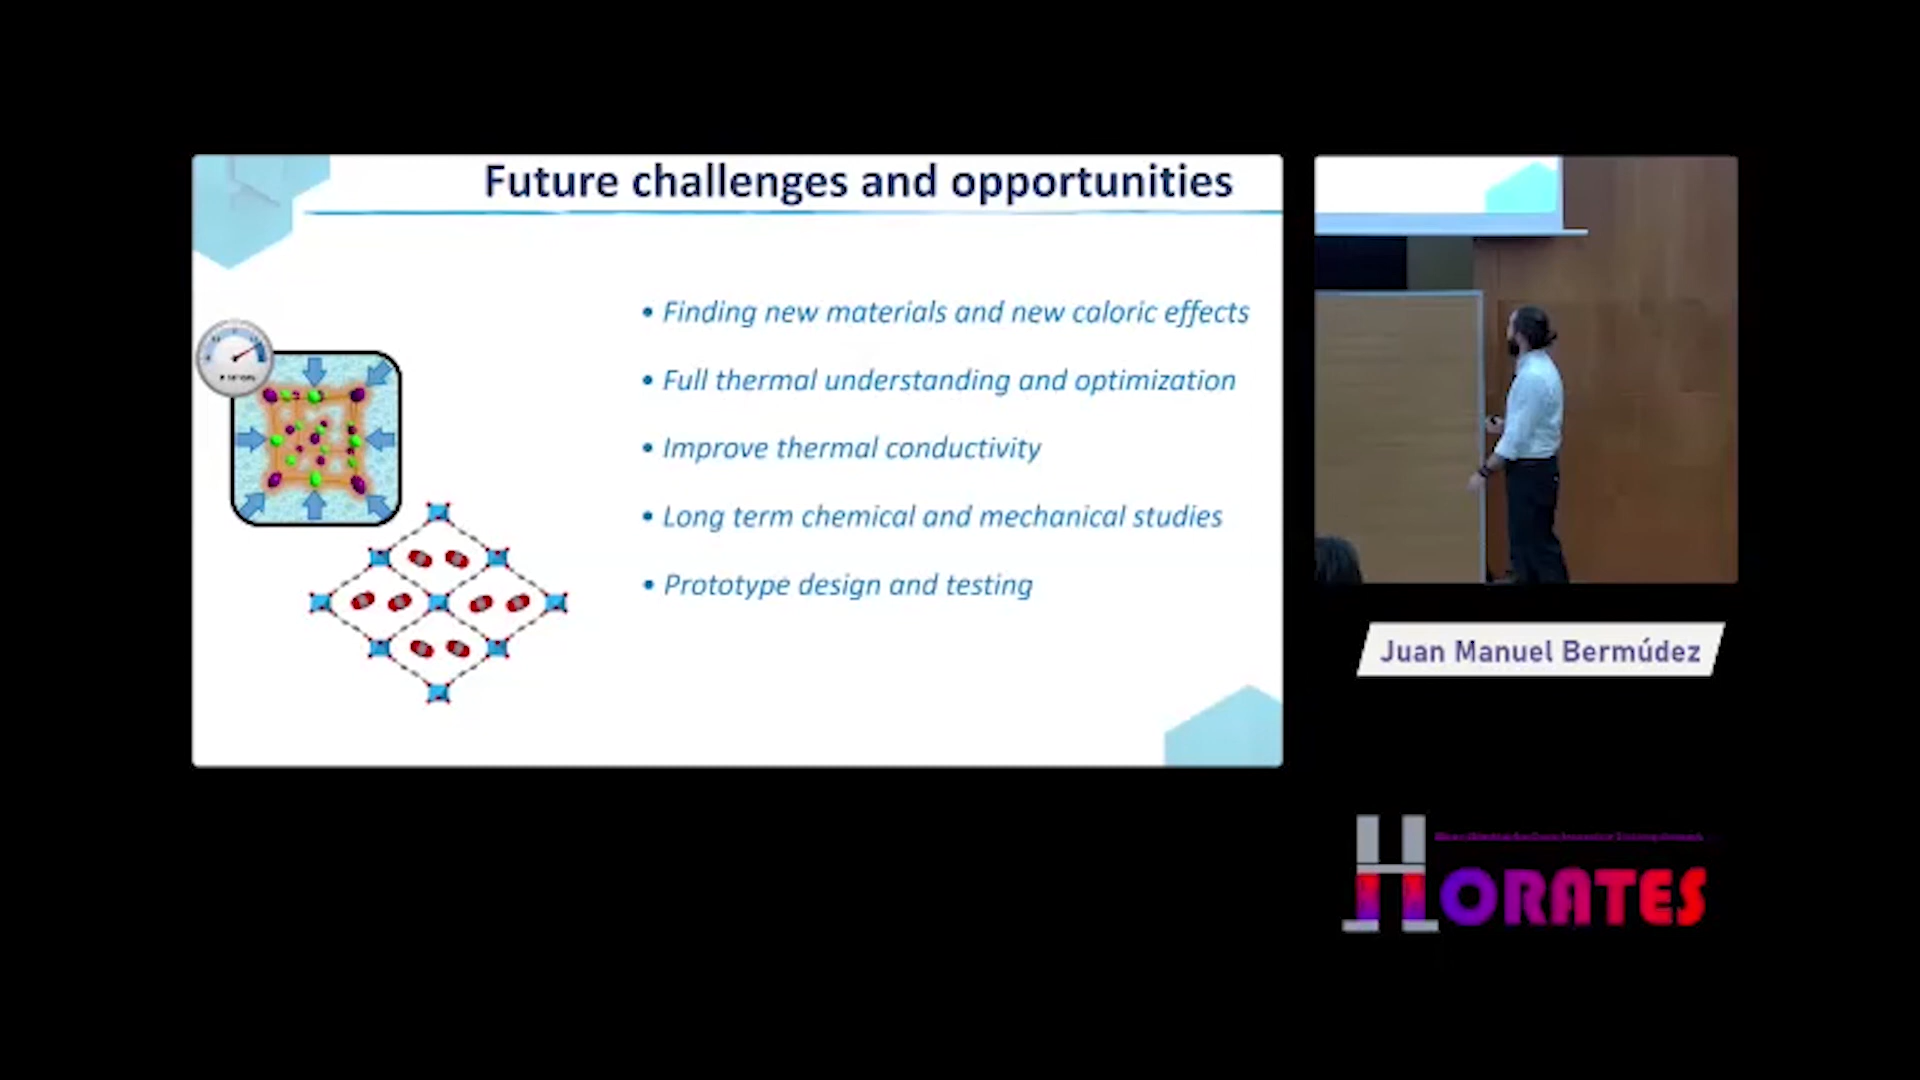 Future challenges and opportunities
• Finding new materials and new caloric effects
• Full thermal understanding and optimization
• Improve thermal conductivity
• Long term chemical and mechanical studies
• Prototype design and testing
Juan Manuel Bermúdez
HORATES